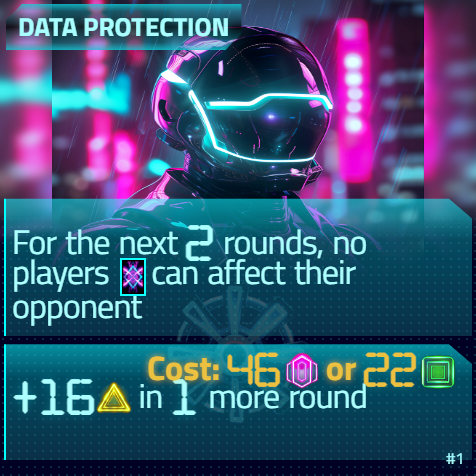 DATA PROTECTION
For the next 2 rounds, no
players can affect their
opponent
Cost: 46 or 22
+16 in 1 more round
#1